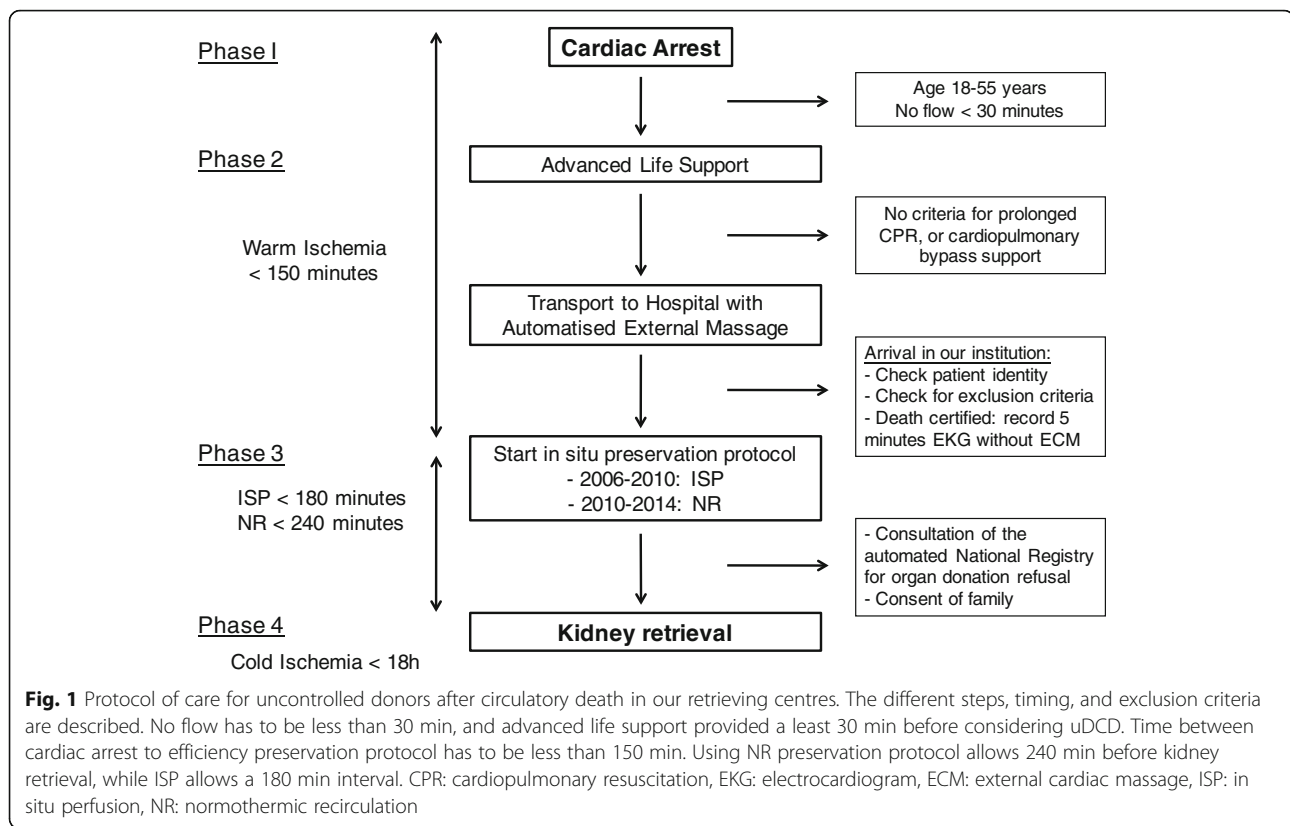 Phase I
Cardiac Arrest
Age 18-55 years
No flow < 30 minutes
Phase 2
Advanced Life Support
No criteria for prolonged
CPR, or cardiopulmonary
bypass support
Warm Ischemia
< 150 minutes
Transport to Hospital with
Automatised External Massage
Arrival in our institution:
- Check patient identity
- Check for exclusion criteria
- Death certified: record 5
minutes EKG without ECM
Phase 3
Start in situ preservation protocol
- 2006-2010: ISP
- 2010-2014: NR
ISP < 180 minutes
NR < 240 minutes
- Consultation of the
automated National Registry
for organ donation refusal
- Consent of family
Phase 4
Kidney retrieval
Cold Ischemia < 18h
Fig. 1 Protocol of care for uncontrolled donors after circulatory death in our retrieving centres. The different steps, timing, and exclusion criteria
are described. No flow has to be less than 30 min, and advanced life support provided a least 30 min before considering uDCD. Time between
cardiac arrest to efficiency preservation protocol has to be less than 150 min. Using NR preservation protocol allows 240 min before kidney
retrieval, while ISP allows a 180 min interval. CPR: cardiopulmonary resuscitation, EKG: electrocardiogram, ECM: external cardiac massage, ISP: in
situ perfusion, NR: normothermic recirculation